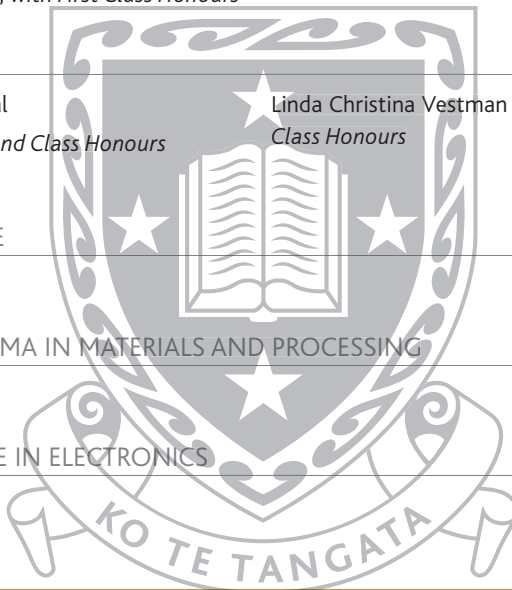 with First Class Honours
Linda Christina Vestman
nd Class Honours
Class Honours
MA IN MATERIALS AND PROCESSING
E IN ELECTRONICS
KO TE TANGATA